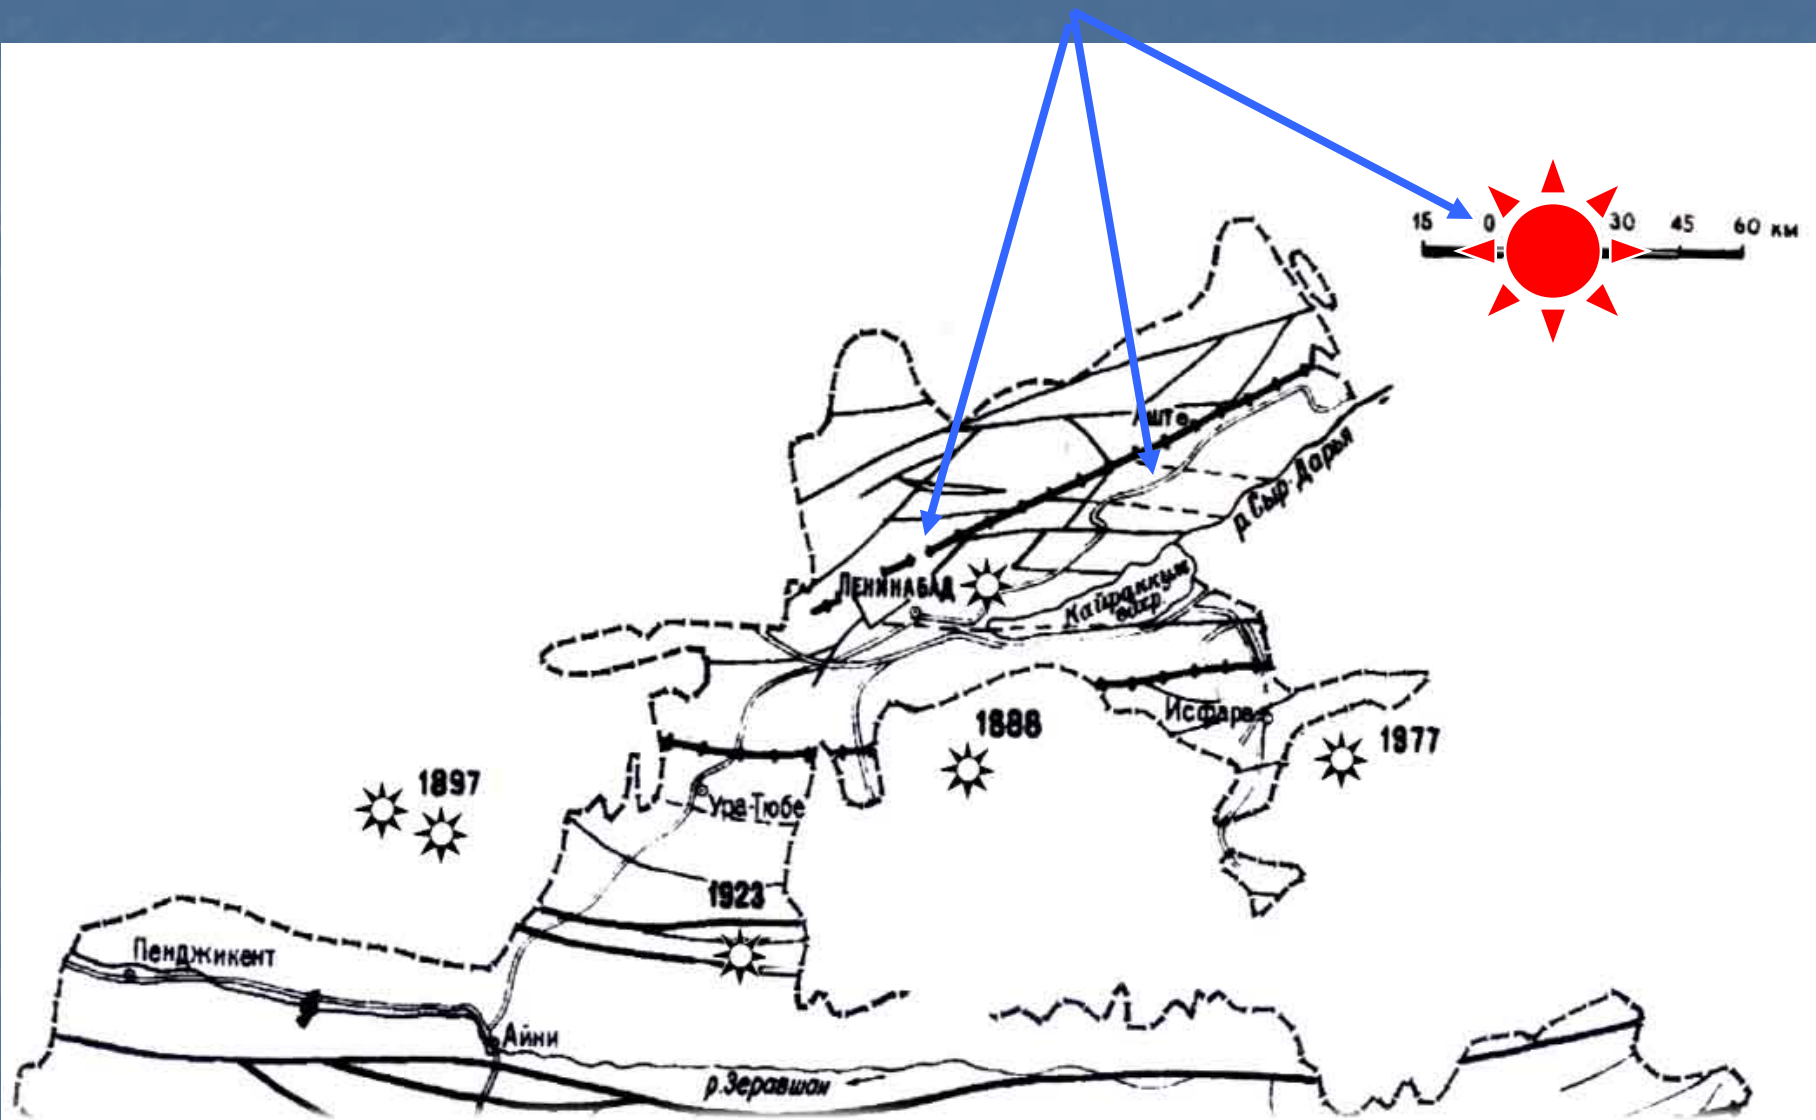 15 0 30 45 60 км
р. Сыр-Дарья
ЛЕНИНАБАД
Кайраккум
вдхр.
Исфара
1888
1977
1897
Ура-Тюбе
1923
Пенджикент
Айни
р.Зеравшан